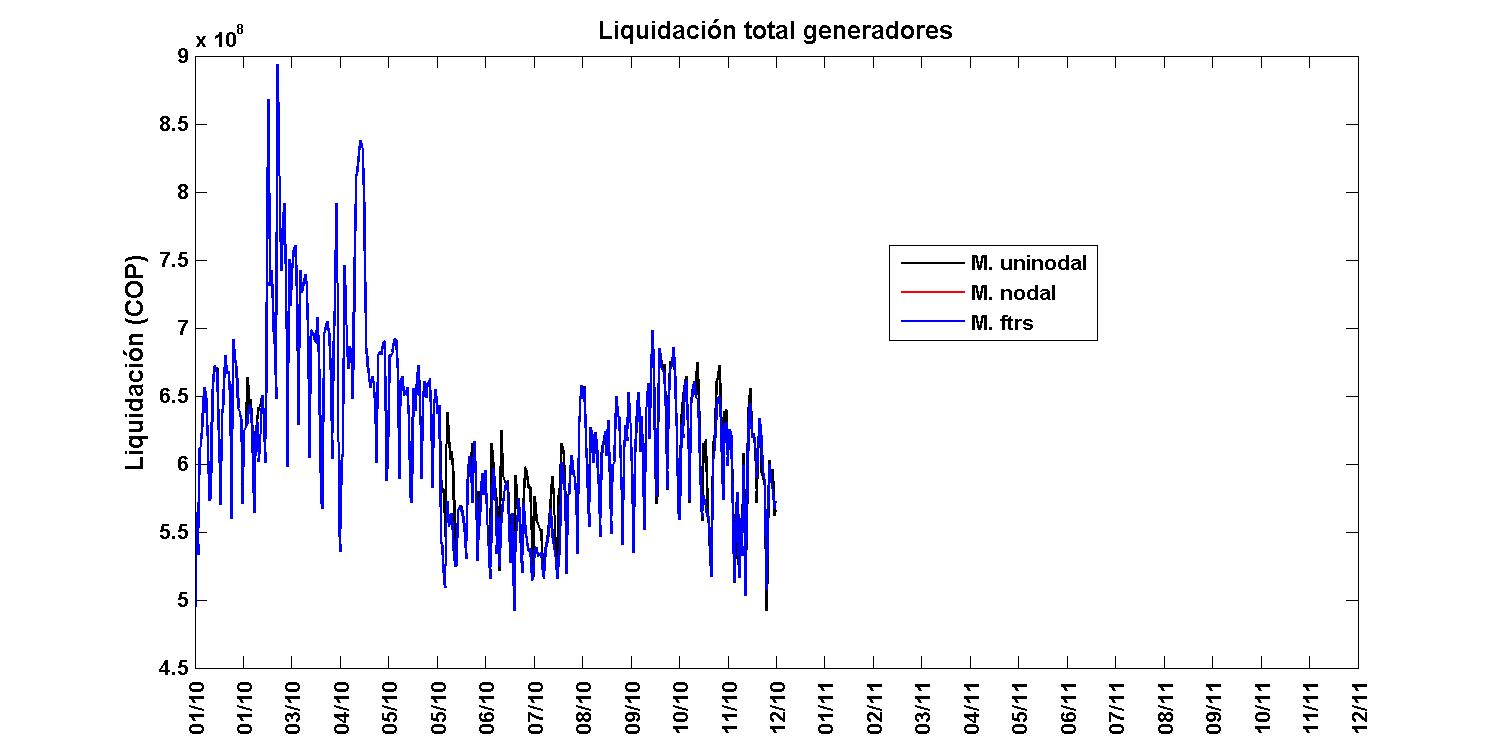 Liquidación total generadores
x 10⁸
9
8.5
8
7.5
7
6.5
6
5.5
5
4.5
Liquidación (COP)
M. uninodal
M. nodal
M. ftrs
01/10 01/10 03/10 04/10 05/10 05/10 06/10 07/10 08/10 09/10 10/10 11/10 12/10 01/11 02/11 03/11 04/11 05/11 06/11 07/11 08/11 09/11 10/11 11/11 12/11